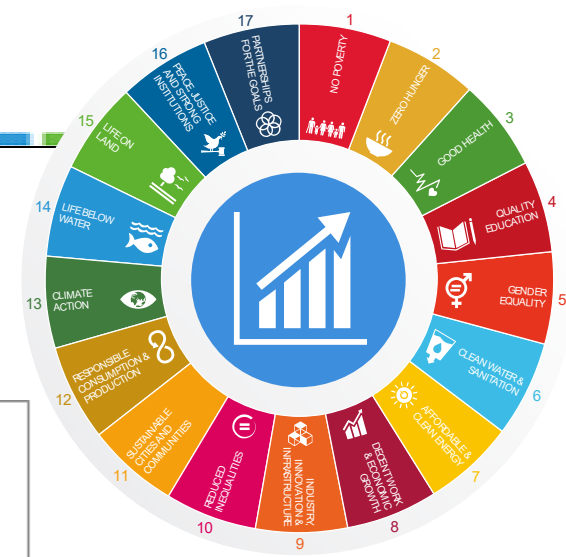 1
NO POVERTY
2
ZERO HUNGER
3
GOOD HEALTH
4
QUALITY
EDUCATION
5
GENDER
EQUALITY
6
CLEAN WATER &
SANITATION
7
AFFORDABLE &
CLEAN ENERGY
8
DECENT WORK
& ECONOMIC
GROWTH
9
INDUSTRY,
INNOVATION &
INFRASTRUCTURE
10
REDUCED
INEQUALITIES
11
SUSTAINABLE
CITIES AND
COMMUNITIES
12
RESPONSIBLE
CONSUMPTION &
PRODUCTION
13
CLIMATE
ACTION
14
LIFE BELOW
WATER
15
LIFE ON
LAND
16
PEACE, JUSTICE
AND STRONG
INSTITUTIONS
17
PARTNERSHIPS
FOR THE GOALS